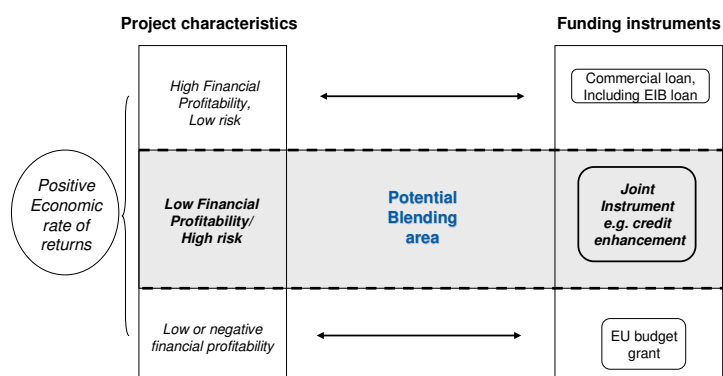 Project characteristics
Funding instruments
High Financial
Profitability,
Low risk
Commercial loan,
Including EIB loan
Positive
Economic
rate of
returns
Low Financial
Profitability/
High risk
Potential
Blending
area
Joint
Instrument
e.g. credit
enhancement
Low or negative
financial profitability
EU budget
grant